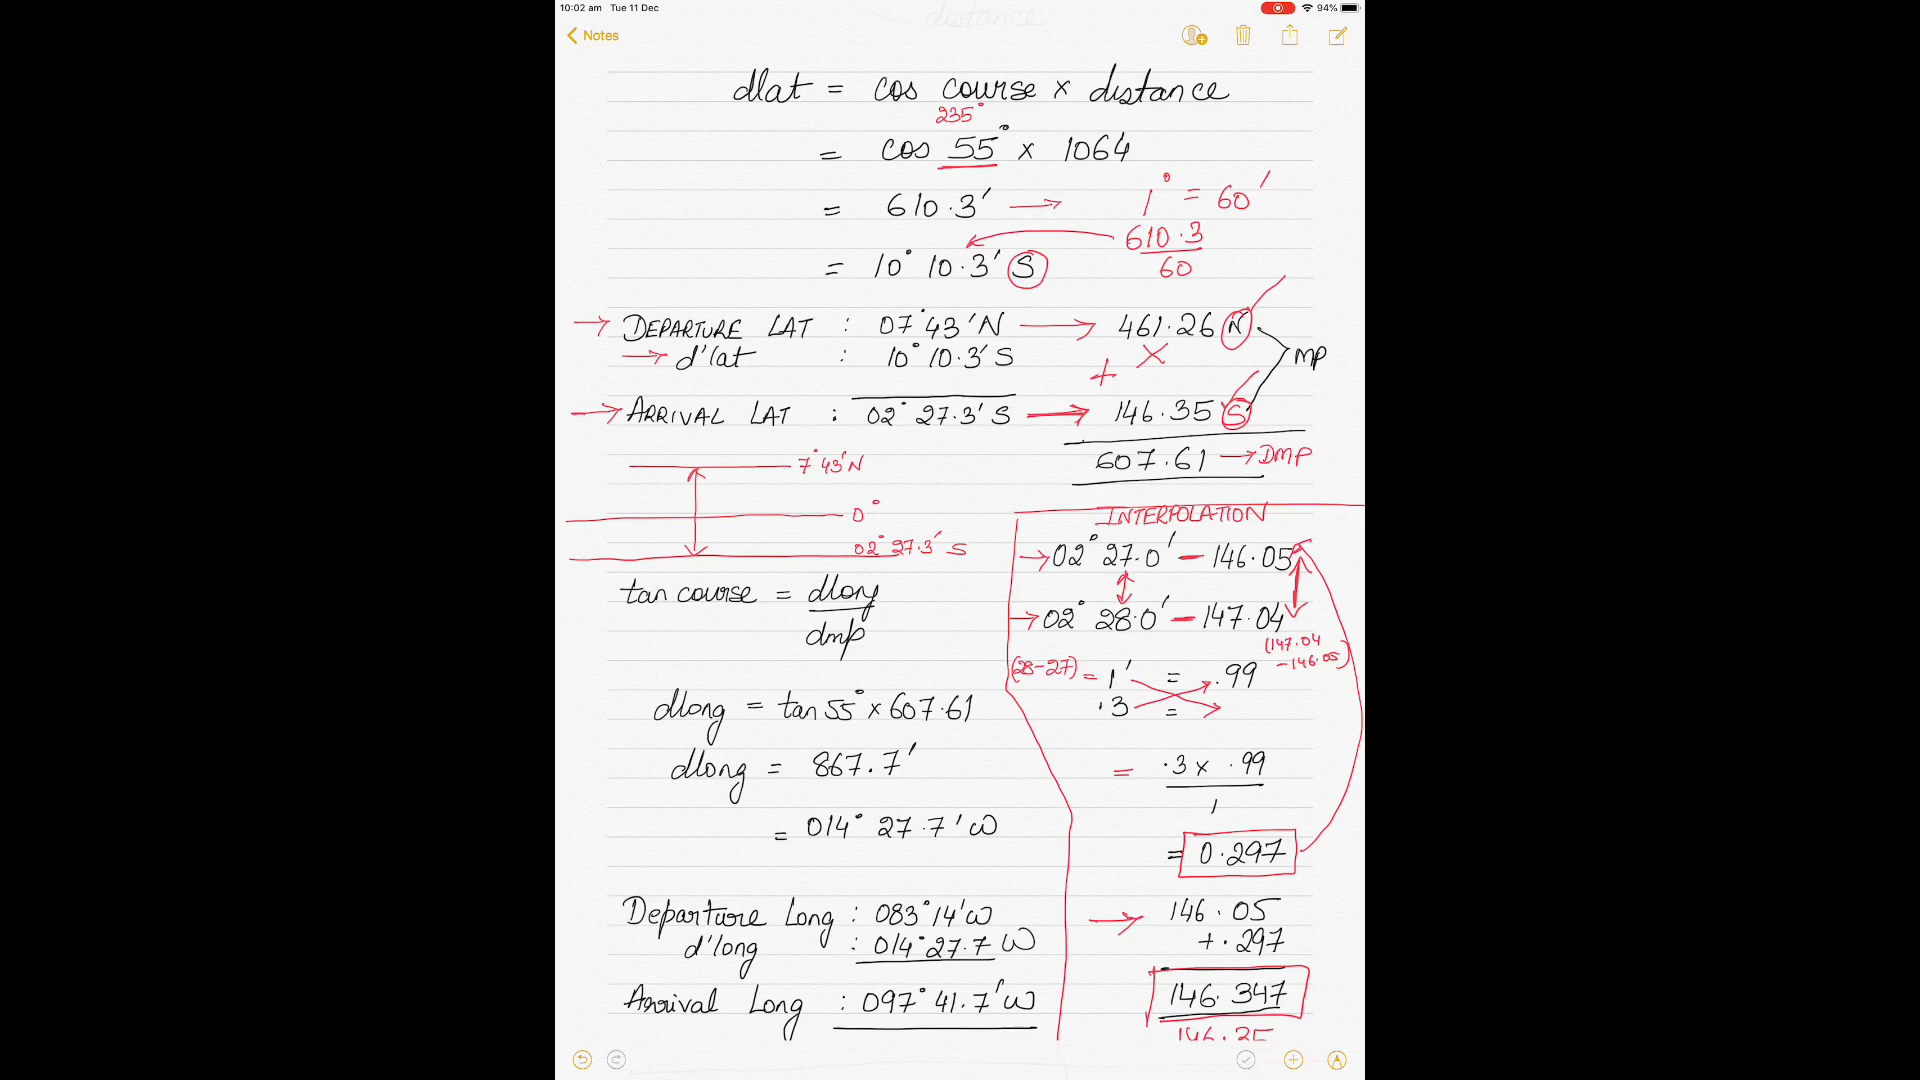 10:02 am Tue 11 Dec
94%
distance
Notes
dlat = cos course x distance
235°
= cos 55° x 1064
= 610.3' → 1° = 60'
610.3
60
= 10° 10.3' S
→ DEPARTURE LAT : 07° 43' N → 461.26 N
→ d'lat : 10° 10.3' S
+ X
MP
→ ARRIVAL LAT : 02° 27.3' S → 146.35 S
607.61 → DMP
7° 43' N
0°
02° 27.3' S
tan course = dlong
dmp
dlong = tan 55° x 607.61
dlong = 867.7'
= 014° 27.7' W
Departure Long : 083° 14' W
d'long : 014° 27.7 W
Arrival Long : 097° 41.7' W
INTERPOLATION
→ 02° 27.0' - 146.05
→ 02° 28.0' - 147.04
(147.04
- 146.05)
(28-27) = 1' = .99
.3 =
= .3 x .99
1
= 0.297
→ 146.05
+ .297
146.347
146.35